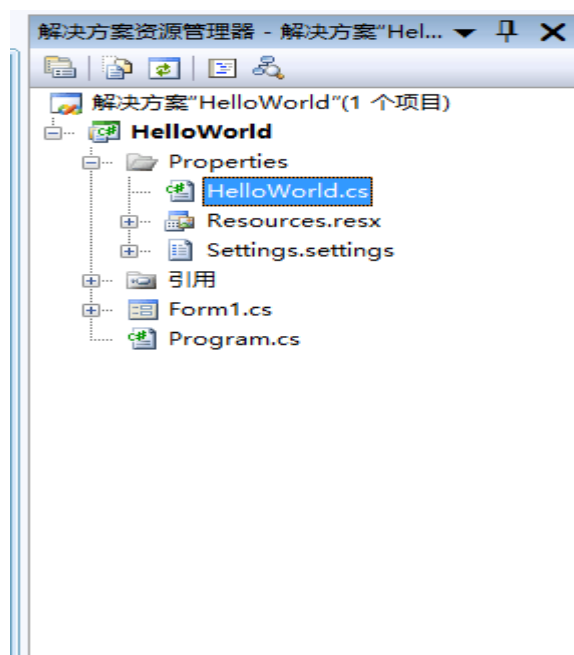 解决方案资源管理器 - 解决方案"Hel...
解决方案"HelloWorld"(1 个项目)
HelloWorld
Properties
HelloWorld.cs
Resources.resx
Settings.settings
引用
Form1.cs
Program.cs